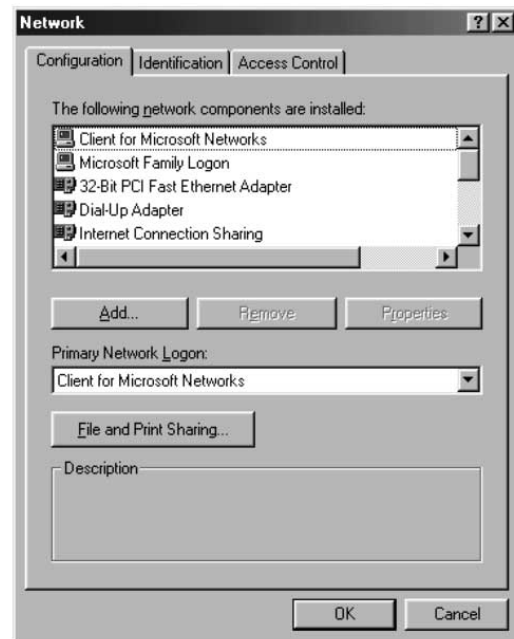 Network
Configuration Identification Access Control
The following network components are installed:
Client for Microsoft Networks
Microsoft Family Logon
32-Bit PCI Fast Ethernet Adapter
Dial-Up Adapter
Internet Connection Sharing
Add... Remove Properties
Primary Network Logon:
Client for Microsoft Networks
File and Print Sharing...
Description
OK Cancel